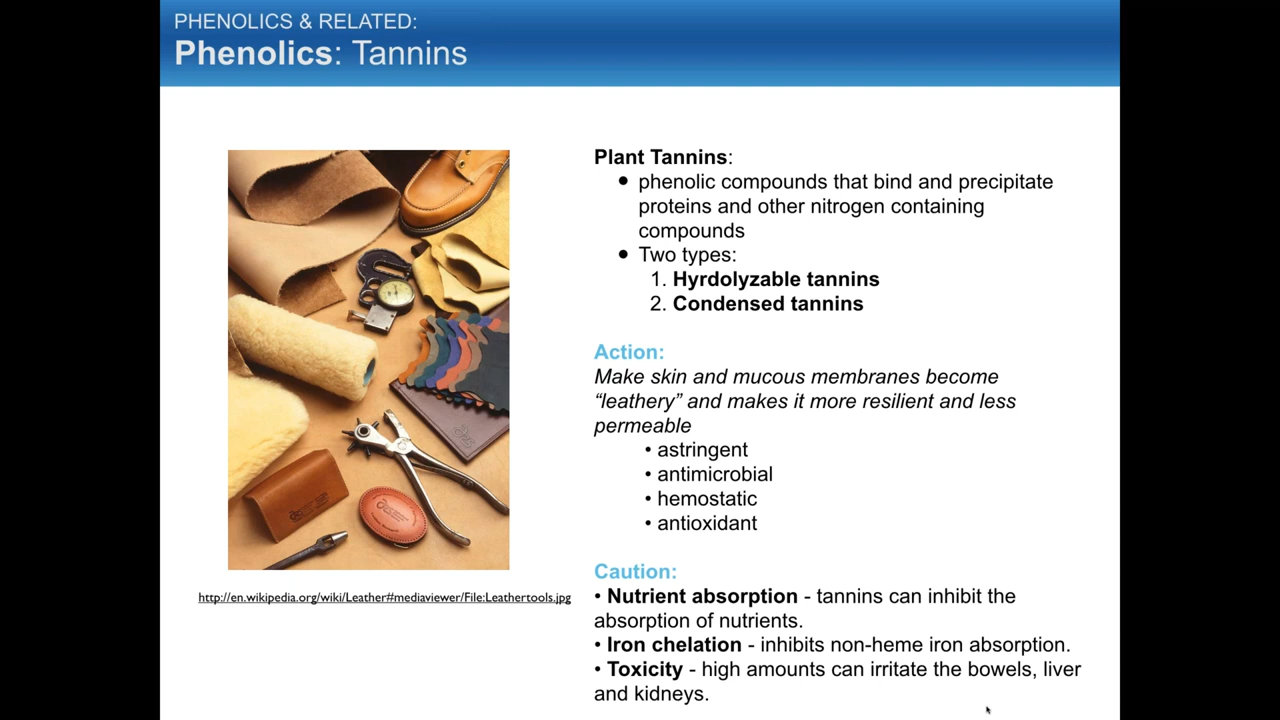 PHENOLICS & RELATED:
Phenolics: Tannins
Plant Tannins:
● phenolic compounds that bind and precipitate
proteins and other nitrogen containing
compounds
● Two types:
1. Hyrdolyzable tannins
2. Condensed tannins
Action:
Make skin and mucous membranes become
“leathery” and makes it more resilient and less
permeable
• astringent
• antimicrobial
• hemostatic
• antioxidant
Caution:
• Nutrient absorption - tannins can inhibit the
absorption of nutrients.
• Iron chelation - inhibits non-heme iron absorption.
• Toxicity - high amounts can irritate the bowels, liver
and kidneys.
http://en.wikipedia.org/wiki/Leather#mediaviewer/File:Leathertools.jpg